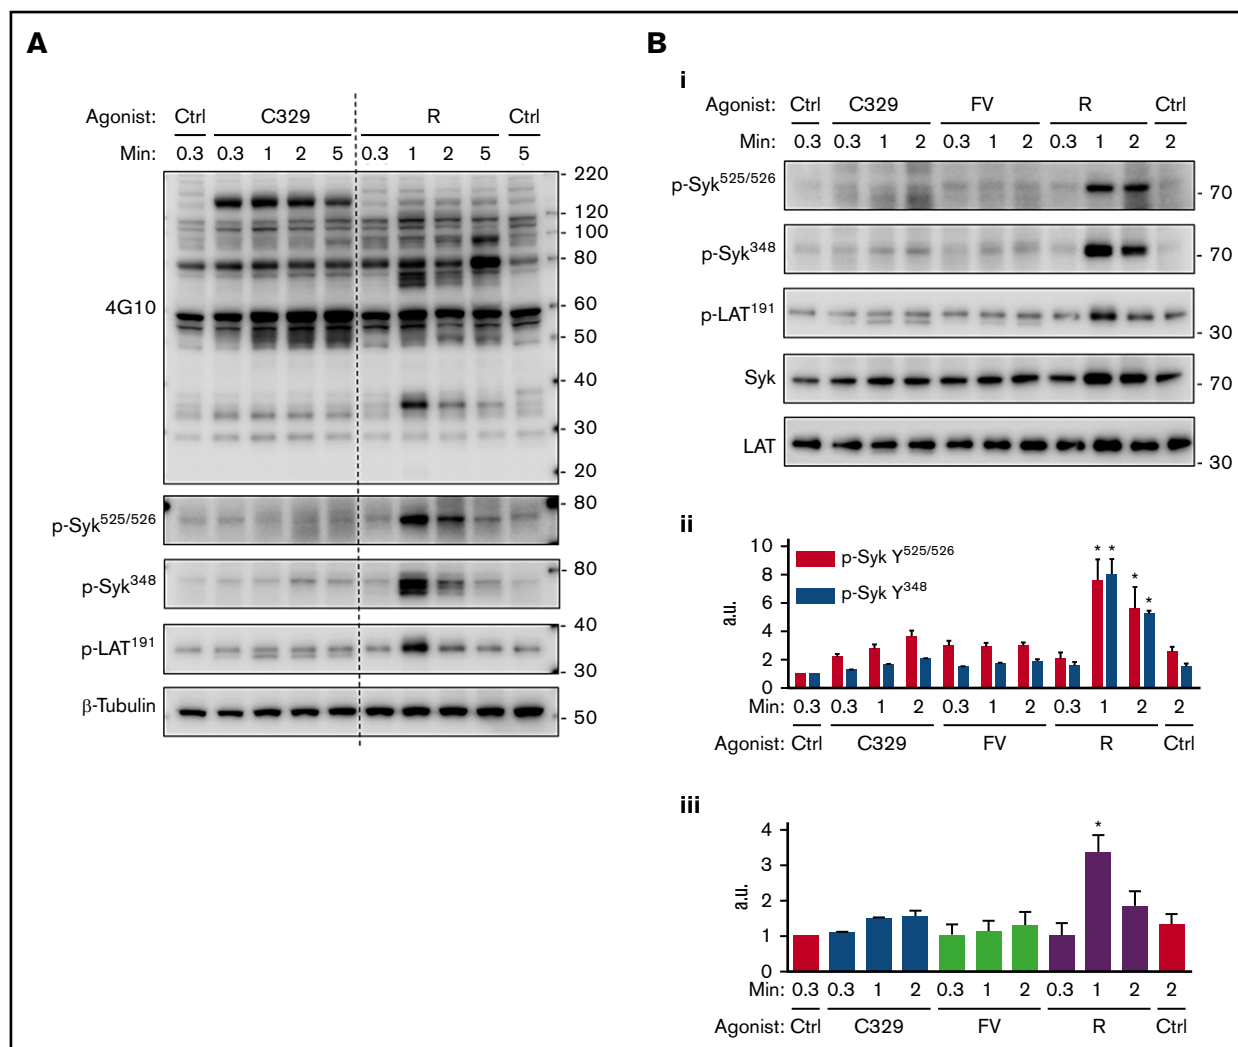 A
Agonist: Ctrl C329 R Ctrl
Min: 0.3 0.3 1 2 5 0.3 1 2 5 5
4G10
220
120
100
80
60
50
40
30
20
p-Syk525/526
80
p-Syk348
80
p-LAT191
40
30
β-Tubulin
50
B
i
Agonist: Ctrl C329 FV R Ctrl
Min: 0.3 0.3 1 2 0.3 1 2 0.3 1 2 2
p-Syk525/526
70
p-Syk348
70
p-LAT191
30
Syk
70
LAT
30
ii
a.u.
10
8
6
4
2
0
p-Syk Y525/526
p-Syk Y348
* *
* *
Min: 0.3 0.3 1 2 0.3 1 2 0.3 1 2 2
Agonist: Ctrl C329 FV R Ctrl
iii
a.u.
4
3
2
1
0
*
Min: 0.3 0.3 1 2 0.3 1 2 0.3 1 2 2
Agonist: Ctrl C329 FV R Ctrl